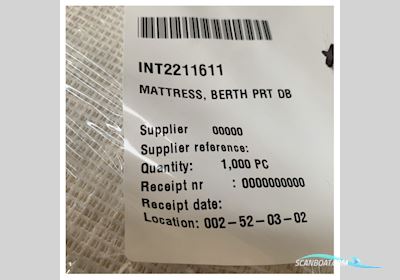 INT2211611
MATTRESS, BERTH PRT DB
Supplier 00000
Supplier reference:
Quantity: 1,000 PC
Receipt nr : 0000000000
Receipt date:
Location: 002-52-03-02
SCANBOAT.COM